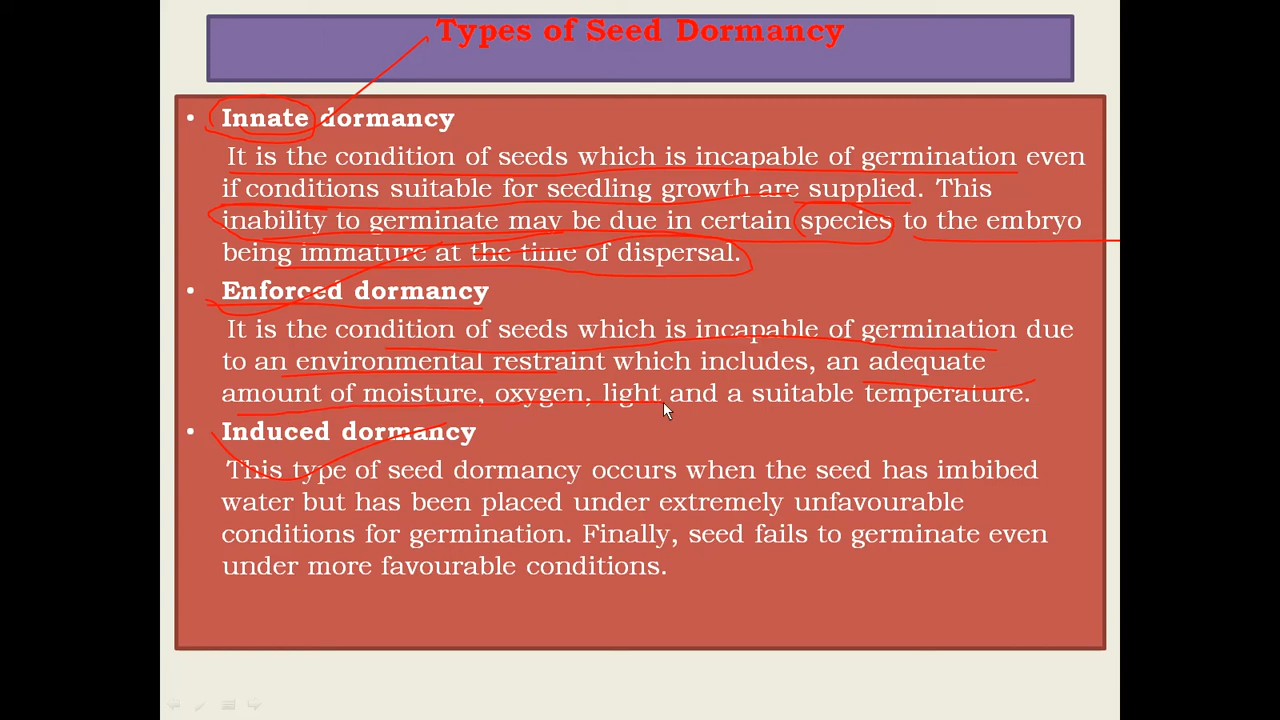 Types of Seed Dormancy
• Innate dormancy
It is the condition of seeds which is incapable of germination even
if conditions suitable for seedling growth are supplied. This
inability to germinate may be due in certain species to the embryo
being immature at the time of dispersal.
• Enforced dormancy
It is the condition of seeds which is incapable of germination due
to an environmental restraint which includes, an adequate
amount of moisture, oxygen, light and a suitable temperature.
• Induced dormancy
This type of seed dormancy occurs when the seed has imbibed
water but has been placed under extremely unfavourable
conditions for germination. Finally, seed fails to germinate even
under more favourable conditions.